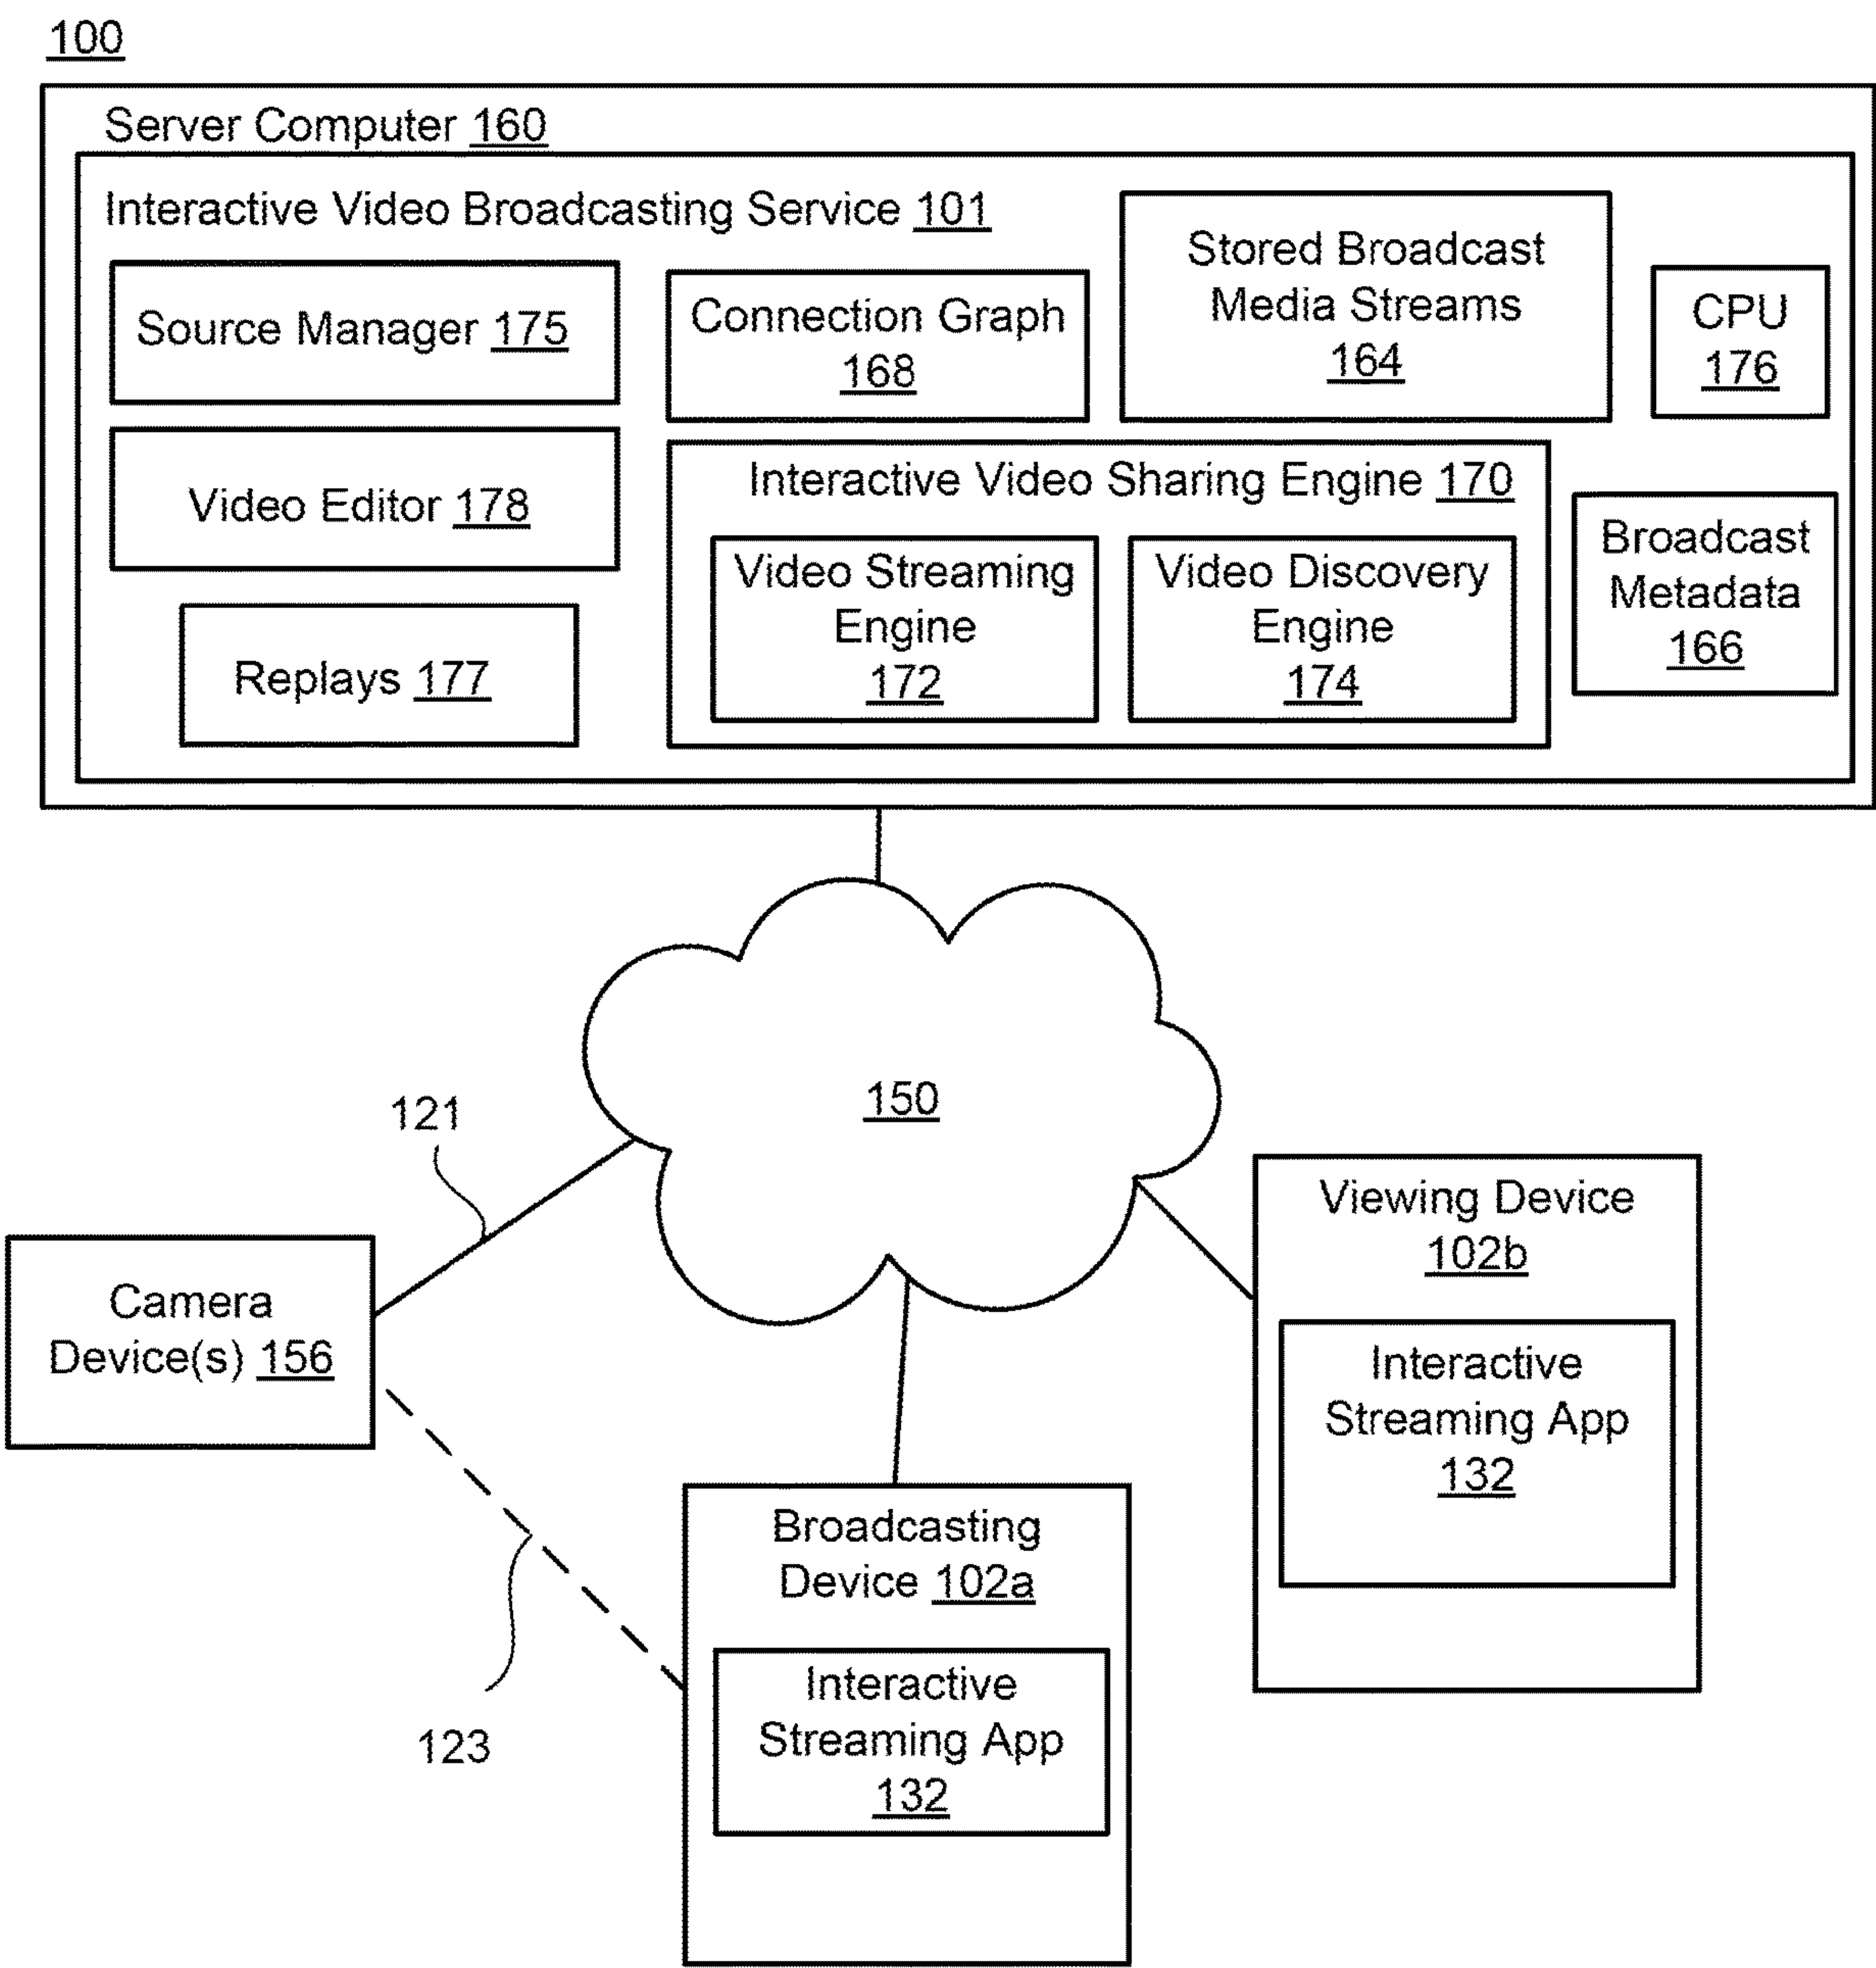 100
Server Computer 160
Interactive Video Broadcasting Service 101
Source Manager 175
Connection Graph
168
Stored Broadcast
Media Streams
164
CPU
176
Video Editor 178
Interactive Video Sharing Engine 170
Video Streaming
Engine
172
Video Discovery
Engine
174
Broadcast
Metadata
166
Replays 177
150
121
Camera
Device(s) 156
123
Viewing Device
102b
Interactive
Streaming App
132
Broadcasting
Device 102a
Interactive
Streaming App
132